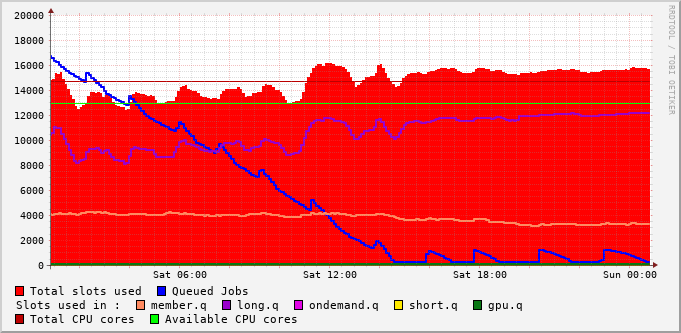 20000
18000
16000
14000
12000
10000
8000
6000
4000
2000
0
Sat 06:00 Sat 12:00 Sat 18:00 Sun 00:00
RRDTOOL / TOBI OETIKER
Total slots used Queued Jobs
Slots used in : member.q long.q ondemand.q short.q gpu.q
Total CPU cores Available CPU cores